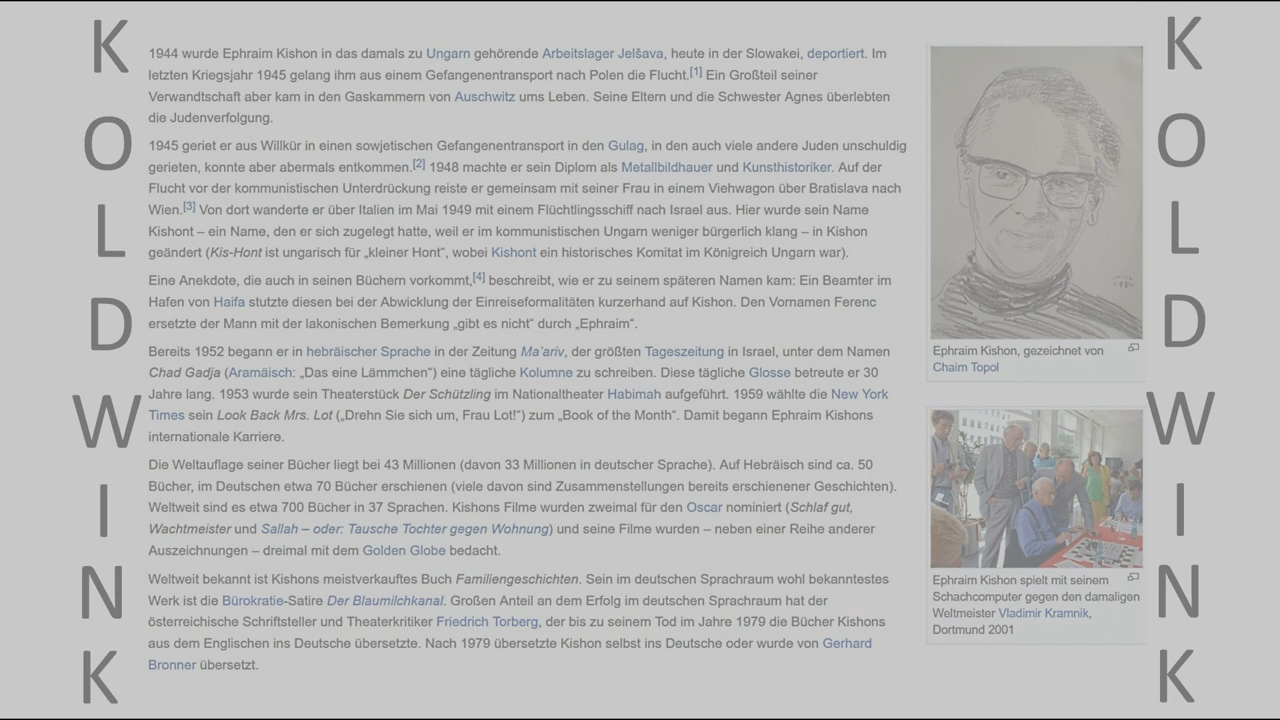 K
O
L
D
W
I
N
K
1944 wurde Ephraim Kishon in das damals zu Ungarn gehörende Arbeitslager Jelšava, heute in der Slowakei, deportiert. Im
letzten Kriegsjahr 1945 gelang ihm aus einem Gefangenentransport nach Polen die Flucht.[1] Ein Großteil seiner
Verwandtschaft aber kam in den Gaskammern von Auschwitz ums Leben. Seine Eltern und die Schwester Agnes überlebten
die Judenverfolgung.
1945 geriet er aus Willkür in einen sowjetischen Gefangenentransport in den Gulag, in den auch viele andere Juden unschuldig
gerieten, konnte aber abermals entkommen.[2] 1948 machte er sein Diplom als Metallbildhauer und Kunsthistoriker. Auf der
Flucht vor der kommunistischen Unterdrückung reiste er gemeinsam mit seiner Frau in einem Viehwagon über Bratislava nach
Wien.[3] Von dort wanderte er über Italien im Mai 1949 mit einem Flüchtlingsschiff nach Israel aus. Hier wurde sein Name
Kishont – ein Name, den er sich zugelegt hatte, weil er im kommunistischen Ungarn weniger bürgerlich klang – in Kishon
geändert (Kis-Hont ist ungarisch für „kleiner Hont“, wobei Kishont ein historisches Komitat im Königreich Ungarn war).
Eine Anekdote, die auch in seinen Büchern vorkommt,[4] beschreibt, wie er zu seinem späteren Namen kam: Ein Beamter im
Hafen von Haifa stutzte diesen bei der Abwicklung der Einreiseformalitäten kurzerhand auf Kishon. Den Vornamen Ferenc
ersetzte der Mann mit der lakonischen Bemerkung „gibt es nicht“ durch „Ephraim“.
Bereits 1952 begann er in hebräischer Sprache in der Zeitung Ma’ariv, der größten Tageszeitung in Israel, unter dem Namen
Chad Gadja (Aramäisch: „Das eine Lämmchen“) eine tägliche Kolumne zu schreiben. Diese tägliche Glosse betreute er 30
Jahre lang. 1953 wurde sein Theaterstück Der Schützling im Nationaltheater Habimah aufgeführt. 1959 wählte die New York
Times sein Look Back Mrs. Lot („Drehn Sie sich um, Frau Lot!“) zum „Book of the Month“. Damit begann Ephraim Kishons
internationale Karriere.
Die Weltauflage seiner Bücher liegt bei 43 Millionen (davon 33 Millionen in deutscher Sprache). Auf Hebräisch sind ca. 50
Bücher, im Deutschen etwa 70 Bücher erschienen (viele davon sind Zusammenstellungen bereits erschienener Geschichten).
Weltweit sind es etwa 700 Bücher in 37 Sprachen. Kishons Filme wurden zweimal für den Oscar nominiert (Schlaf gut,
Wachtmeister und Sallah – oder: Tausche Tochter gegen Wohnung) und seine Filme wurden – neben einer Reihe anderer
Auszeichnungen – dreimal mit dem Golden Globe bedacht.
Weltweit bekannt ist Kishons meistverkauftes Buch Familiengeschichten. Sein im deutschen Sprachraum wohl bekanntestes
Werk ist die Bürokratie-Satire Der Blaumilchkanal. Großen Anteil an dem Erfolg im deutschen Sprachraum hat der
österreichische Schriftsteller und Theaterkritiker Friedrich Torberg, der bis zu seinem Tod im Jahre 1979 die Bücher Kishons
aus dem Englischen ins Deutsche übersetzte. Nach 1979 übersetzte Kishon selbst ins Deutsche oder wurde von Gerhard
Bronner übersetzt.
Ephraim Kishon, gezeichnet von
Chaim Topol
Ephraim Kishon spielt mit seinem
Schachcomputer gegen den damaligen
Weltmeister Vladimir Kramnik,
Dortmund 2001
K
O
L
D
W
I
N
K